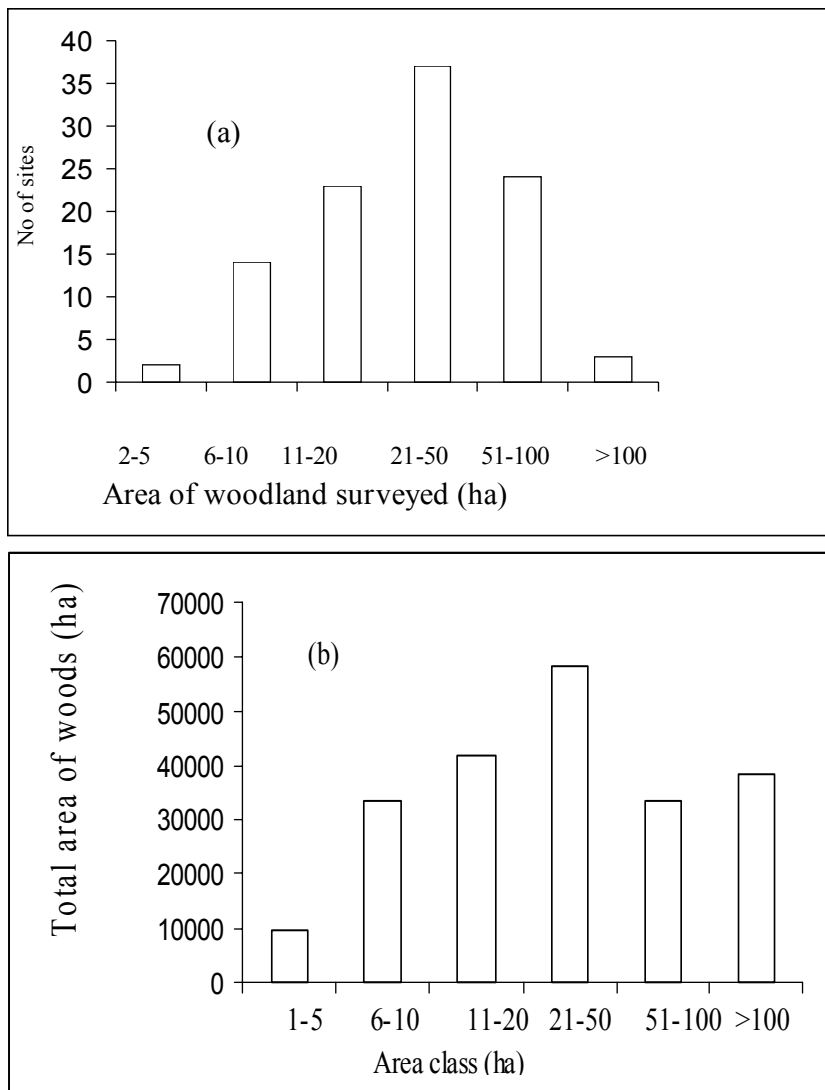 40
35
30
25
20
15
10
5
0
No of sites
(a)
2-5 6-10 11-20 21-50 51-100 >100
Area of woodland surveyed (ha)
70000
60000
50000
40000
30000
20000
10000
0
Total area of woods (ha)
(b)
1-5 6-10 11-20 21-50 51-100 >100
Area class (ha)